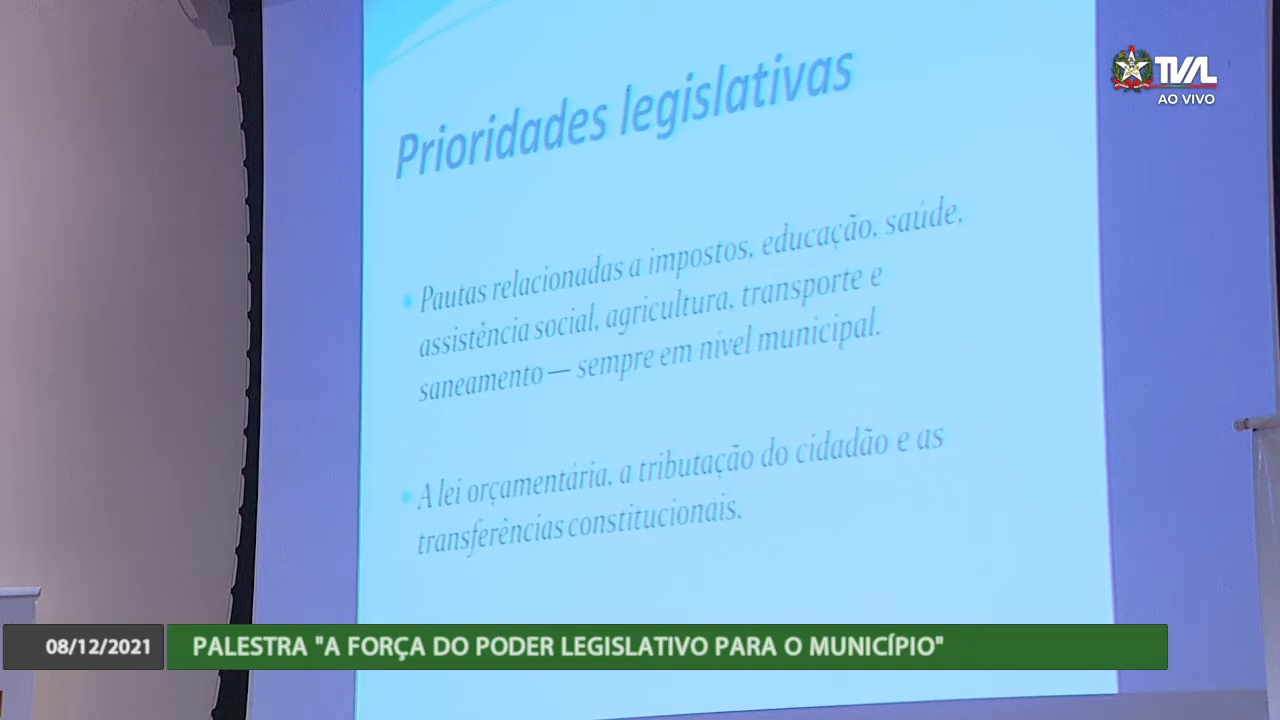 TVAL
AO VIVO
Prioridades legislativas
Pautas relacionadas a impostos, educação, saúde,
assistência social, agricultura, transporte e
saneamento — sempre em nível municipal.
A lei orçamentária, a tributação do cidadão e as
transferências constitucionais.
08/12/2021
PALESTRA "A FORÇA DO PODER LEGISLATIVO PARA O MUNICÍPIO"